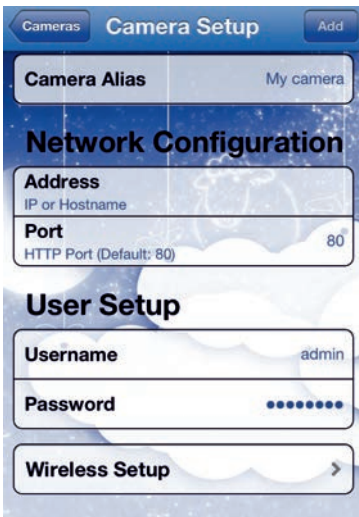 Cameras Camera Setup Add
Camera Alias My camera
Network Configuration
Address
IP or Hostname
Port 80
HTTP Port (Default: 80)
User Setup
Username admin
Password ●●●●●●●●
Wireless Setup >